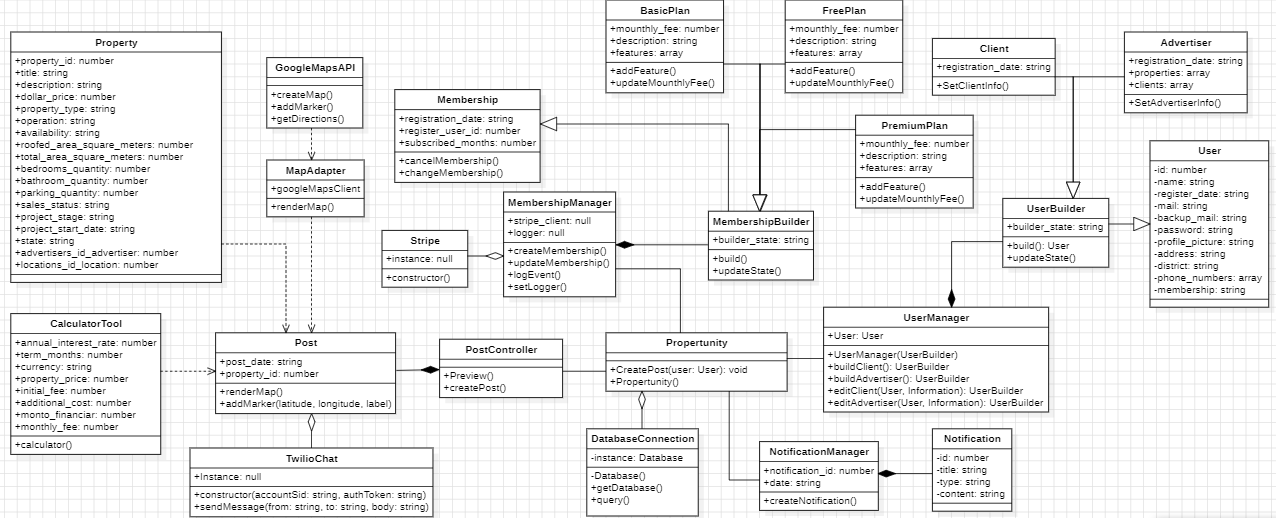 BasicPlan
+mounthly_fee: number
+description: string
+features: array
+addFeature()
+updateMounthlyFee()
FreePlan
+mounthly_fee: number
+description: string
+features: array
+addFeature()
+updateMounthlyFee()
Property
+property_id: number
+title: string
+description: string
+dollar_price: number
+property_type: string
+operation: string
+availability: string
+roofed_area_square_meters: number
+total_area_square_meters: number
+bedrooms_quantity: number
+bathroom_quantity: number
+parking_quantity: number
+sales_status: string
+project_stage: string
+project_start_date: string
+state: string
+advertisers_id_advertiser: number
+locations_id_location: number
GoogleMapsAPI
+createMap()
+addMarker()
+getDirections()
Client
+registration_date: string
+SetClientInfo()
Advertiser
+registration_date: string
+properties: array
+clients: array
+SetAdvertiserInfo()
Membership
+registration_date: string
+register_user_id: number
+subscribed_months: number
+cancelMembership()
+changeMembership()
PremiumPlan
+mounthly_fee: number
+description: string
+features: array
+addFeature()
+updateMounthlyFee()
User
-id: number
-name: string
-register_date: string
-mail: string
-backup_mail: string
-password: string
-profile_picture: string
-address: string
-district: string
-phone_numbers: array
-membership: string
MapAdapter
+googleMapsClient
+renderMap()
MembershipManager
+stripe_client: null
+logger: null
+createMembership()
+updateMembership()
+logEvent()
+setLogger()
MembershipBuilder
+builder_state: string
+build()
+updateState()
UserBuilder
+builder_state: string
+build(): User
+updateState()
Stripe
+instance: null
+constructor()
CalculatorTool
+annual_interest_rate: number
+term_months: number
+currency: string
+property_price: number
+initial_fee: number
+additional_cost: number
+monto_financiar: number
+monthly_fee: number
+calculator()
Post
+post_date: string
+property_id: number
+renderMap()
+addMarker(latitude, longitude, label)
PostController
+Preview()
+createPost()
Propertunity
+CreatePost(user: User): void
+Propertunity()
UserManager
+User: User
+UserManager(UserBuilder)
+buildClient(): UserBuilder
+buildAdvertiser(): UserBuilder
+editClient(User, Information): UserBuilder
+editAdvertiser(User, Information): UserBuilder
TwilioChat
+Instance: null
+constructor(accountSid: string, authToken: string)
+sendMessage(from: string, to: string, body: string)
DatabaseConnection
-instance: Database
-Database()
+getDatabase()
+query()
NotificationManager
+notification_id: number
+date: string
+createNotification()
Notification
-id: number
-title: string
-type: string
-content: string